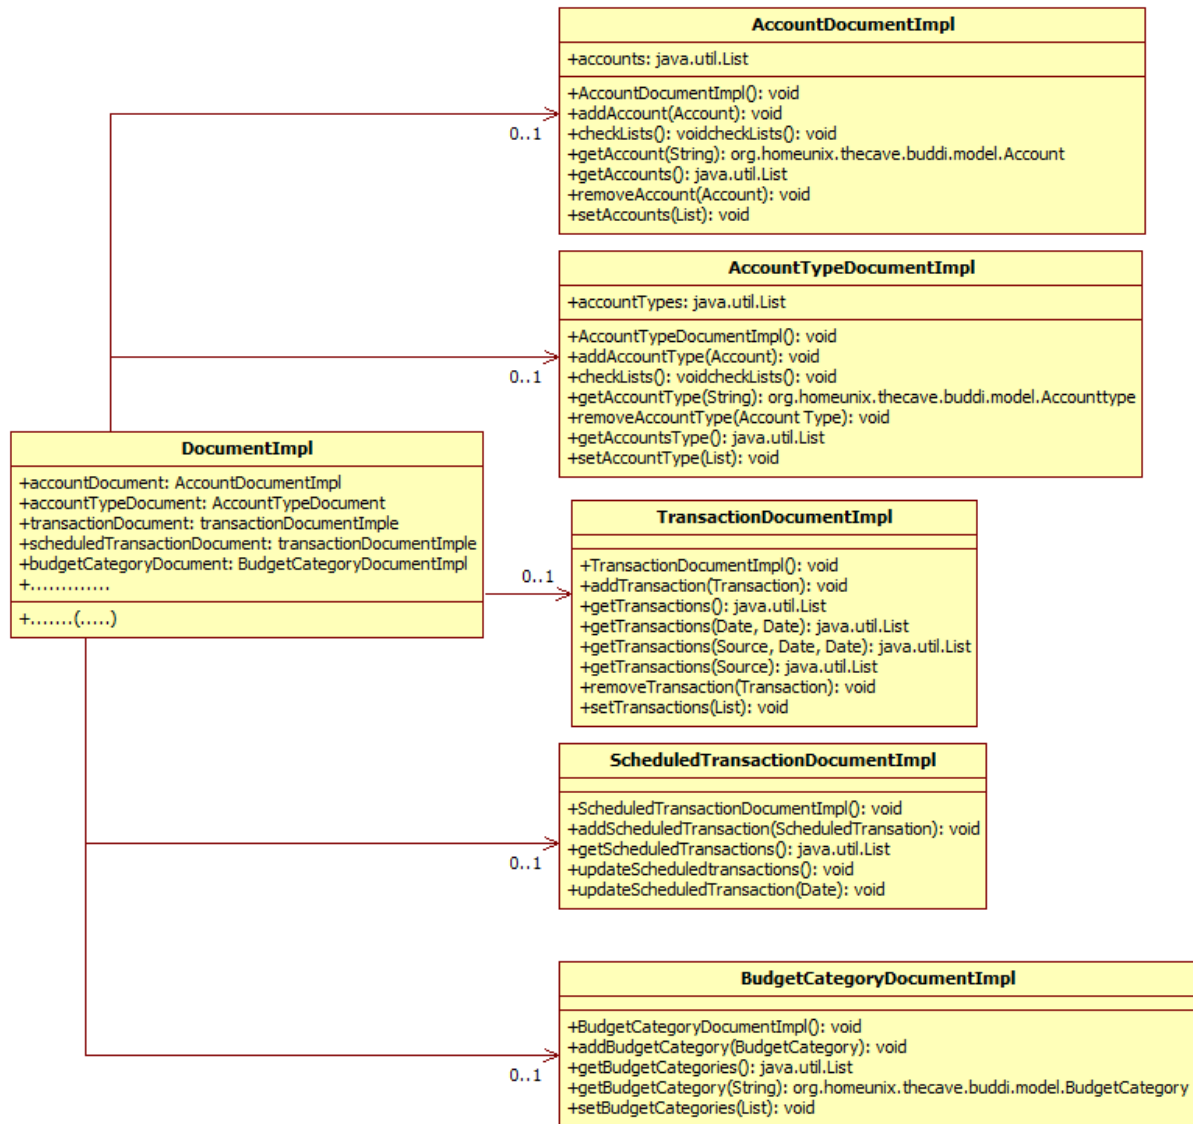 AccountDocumentImpl
+accounts: java.util.List
+AccountDocumentImpl(): void
+addAccount(Account): void
+checkLists(): voidcheckLists(): void
+getAccount(String): org.homeunix.thecave.buddi.model.Account
+getAccounts(): java.util.List
+removeAccount(Account): void
+setAccounts(List): void
0..1
AccountTypeDocumentImpl
+accountTypes: java.util.List
+AccountTypeDocumentImpl(): void
+addAccountType(Account): void
+checkLists(): voidcheckLists(): void
+getAccountType(String): org.homeunix.thecave.buddi.model.Accounttype
+removeAccountType(Account Type): void
+getAccountsType(): java.util.List
+setAccountType(List): void
0..1
DocumentImpl
+accountDocument: AccountDocumentImpl
+accountTypeDocument: AccountTypeDocument
+transactionDocument: transactionDocumentImple
+scheduledTransactionDocument: transactionDocumentImple
+budgetCategoryDocument: BudgetCategoryDocumentImpl
+.............
+.......(.....)
0..1
TransactionDocumentImpl
+TransactionDocumentImpl(): void
+addTransaction(Transaction): void
+getTransactions(): java.util.List
+getTransactions(Date, Date): java.util.List
+getTransactions(Source, Date, Date): java.util.List
+getTransactions(Source): java.util.List
+removeTransaction(Transaction): void
+setTransactions(List): void
ScheduledTransactionDocumentImpl
+ScheduledTransactionDocumentImpl(): void
+addScheduledTransaction(ScheduledTransation): void
+getScheduledTransactions(): java.util.List
+updateScheduledtransactions(): void
+updateScheduledTransaction(Date): void
0..1
BudgetCategoryDocumentImpl
+BudgetCategoryDocumentImpl(): void
+addBudgetCategory(BudgetCategory): void
+getBudgetCategories(): java.util.List
+getBudgetCategory(String): org.homeunix.thecave.buddi.model.BudgetCategory
+setBudgetCategories(List): void
0..1